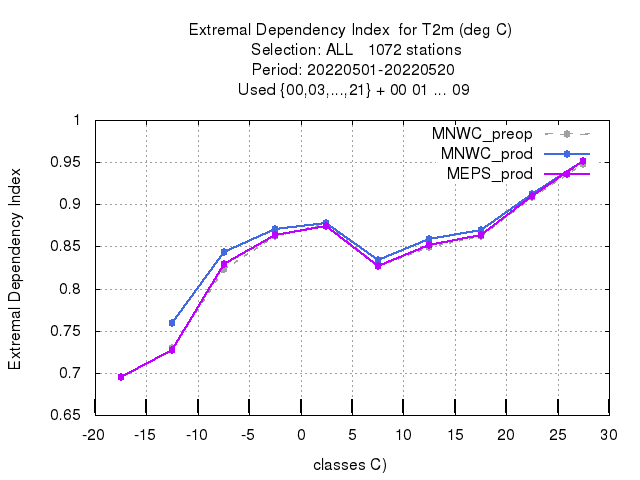 Extremal Dependency Index  for T2m (deg C)
Selection: ALL   1072 stations
Period: 20220501-20220520
Used {00,03,...,21} + 00 01 ... 09
MNWC_preop
MNWC_prod
MEPS_prod
Extremal Dependency Index
1
0.95
0.9
0.85
0.8
0.75
0.7
0.65
-20 -15 -10 -5 0 5 10 15 20 25 30
classes C)